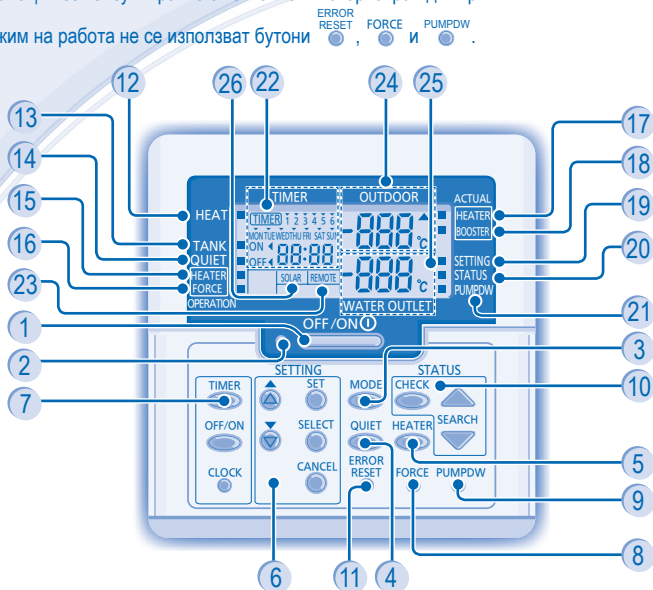 ERROR
RESET FORCE PUMPDW
жим на работа не се използват бутони , и .
12 26 22 24 25 17
13 18
14 19
15 20
16 21
23 3
1 10
2 5
7 9
6 11 4 8
TIMER OUTDOOR ACTUAL
HEAT TIMER 1 2 3 4 5 6 -888 HEATER
MON TUE WED THU FRI SAT SUN °C BOOSTER
TANK ON 88:88
QUIET OFF -888 SETTING
HEATER SOLAR REMOTE °C STATUS
FORCE PUMPDW
OPERATION WATER OUTLET
OFF/ON
SETTING STATUS
TIMER SET MODE CHECK
OFF/ON SELECT QUIET HEATER SEARCH
CLOCK CANCEL ERROR
RESET FORCE PUMPDW